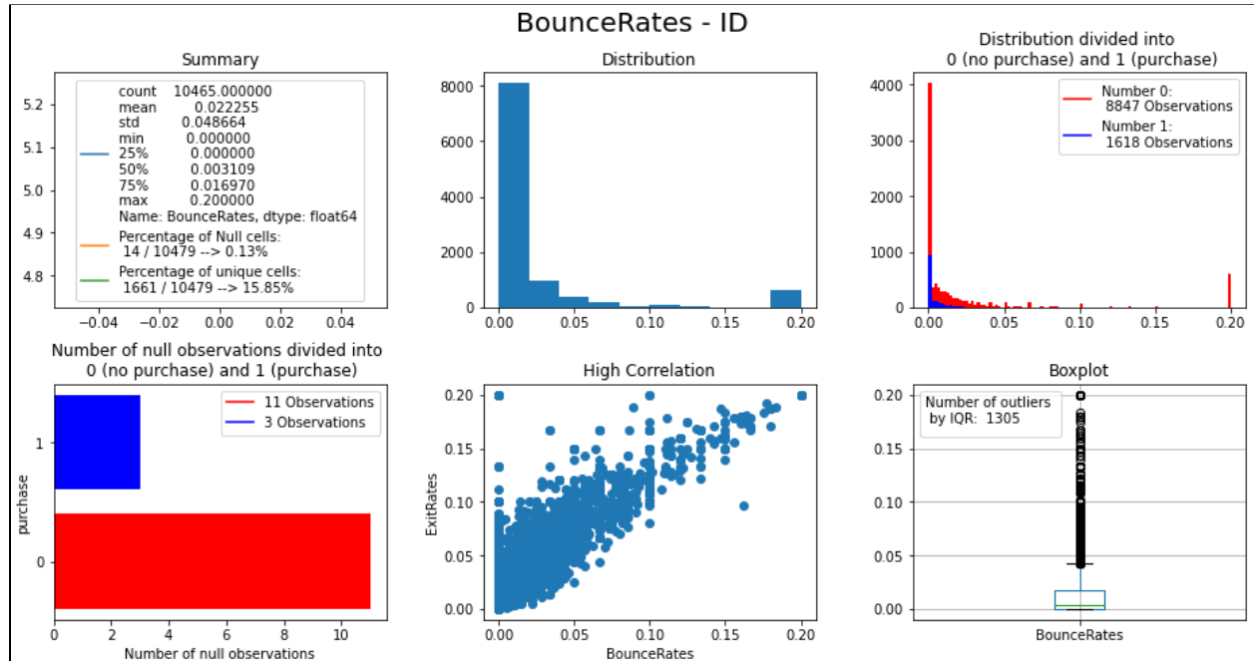 BounceRates - ID
Summary
5.2
5.1
5.0
4.9
4.8
count 10465.000000
mean 0.022255
std 0.048664
min 0.000000
25% 0.000000
50% 0.003109
75% 0.016970
max 0.200000
Name: BounceRates, dtype: float64
Percentage of Null cells:
14 / 10479 --> 0.13%
Percentage of unique cells:
1661 / 10479 --> 15.85%
−0.04 −0.02 0.00 0.02 0.04
Distribution
8000
6000
4000
2000
0
0.00 0.05 0.10 0.15 0.20
Distribution divided into
0 (no purchase) and 1 (purchase)
4000
3000
2000
1000
0
Number 0:
8847 Observations
Number 1:
1618 Observations
0.00 0.05 0.10 0.15 0.20
Number of null observations divided into
0 (no purchase) and 1 (purchase)
purchase
1
0
11 Observations
3 Observations
0 2 4 6 8 10
Number of null observations
High Correlation
ExitRates
0.20
0.15
0.10
0.05
0.00
0.00 0.05 0.10 0.15 0.20
BounceRates
Boxplot
0.20
0.15
0.10
0.05
0.00
Number of outliers
by IQR: 1305
BounceRates